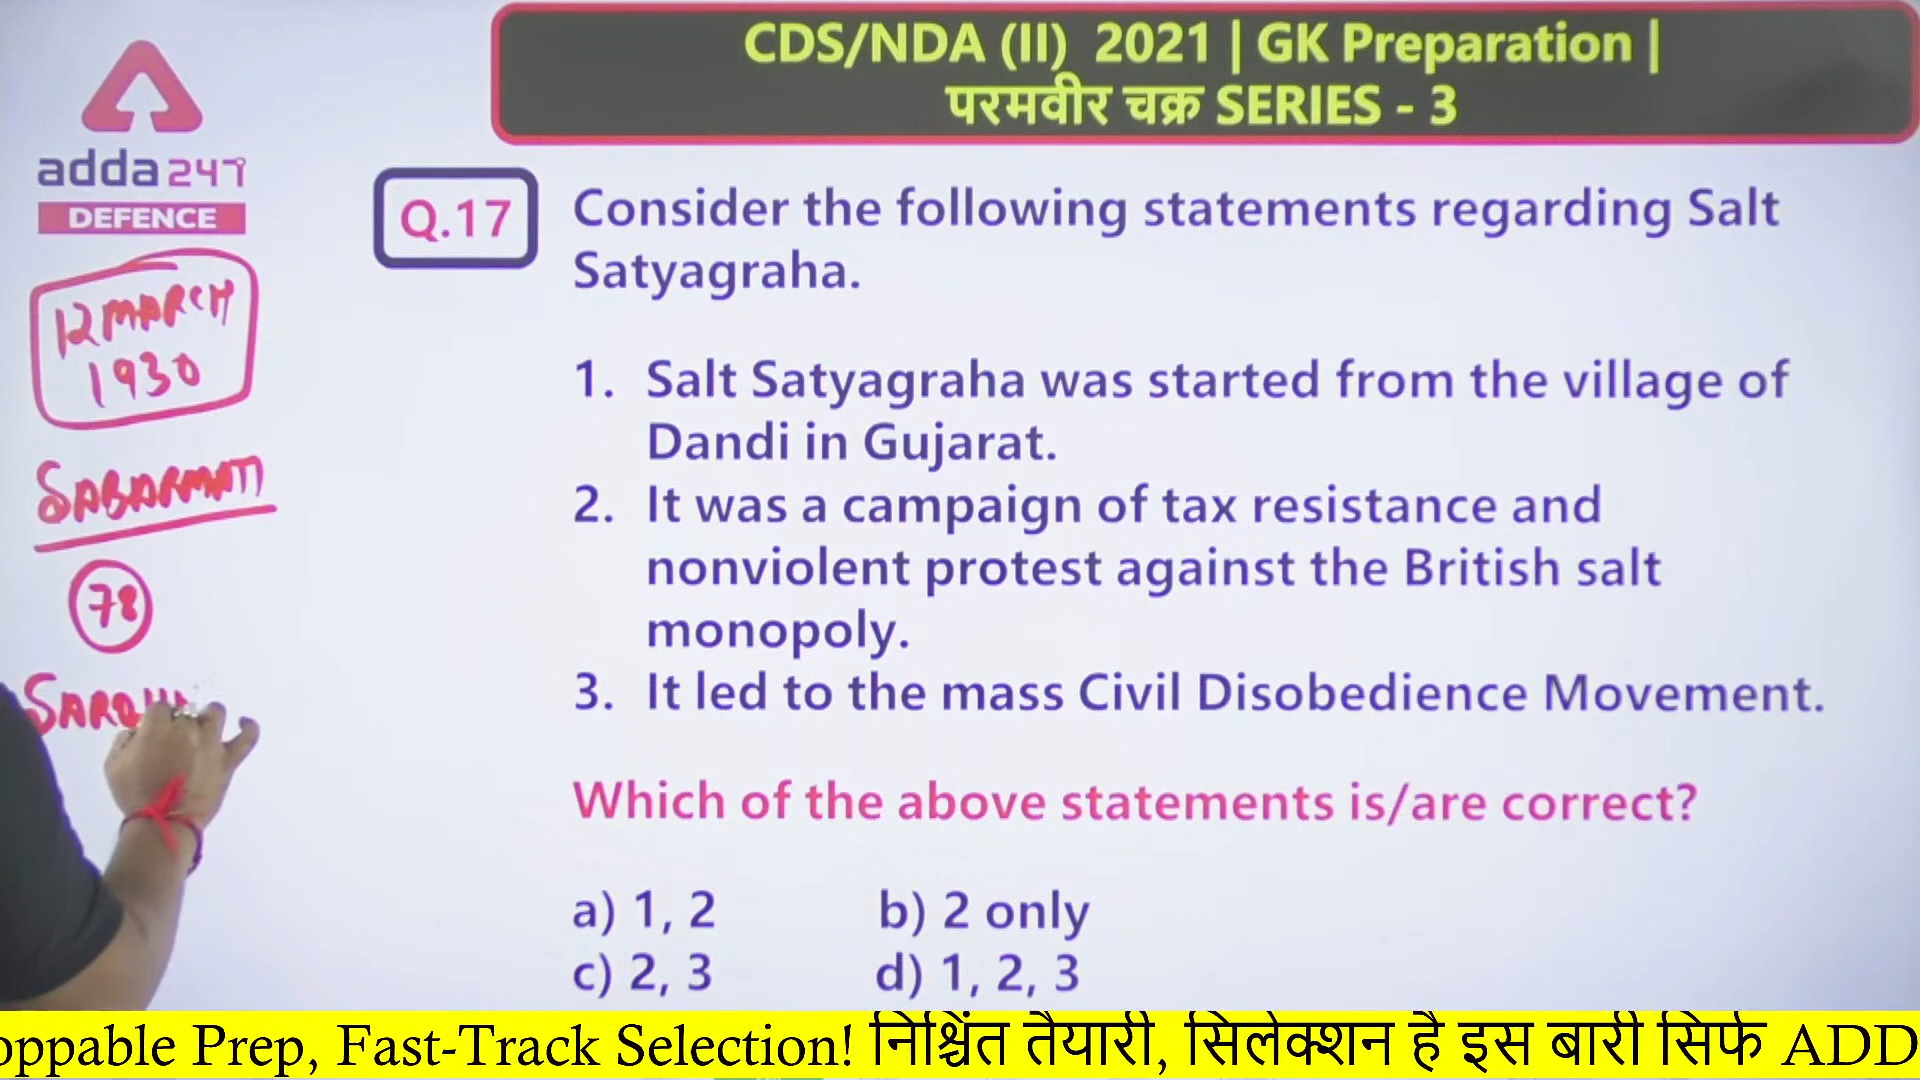 CDS/NDA (II) 2021 | GK Preparation |
परमवीर चक्र SERIES - 3
adda247
DEFENCE
12 MARCH
1930
SABARMATI
78
Q.17 Consider the following statements regarding Salt
Satyagraha.
1. Salt Satyagraha was started from the village of
Dandi in Gujarat.
2. It was a campaign of tax resistance and
nonviolent protest against the British salt
monopoly.
3. It led to the mass Civil Disobedience Movement.
Which of the above statements is/are correct?
a) 1, 2 b) 2 only
c) 2, 3 d) 1, 2, 3
oppable Prep, Fast-Track Selection! निश्चिंत तैयारी, सिलेक्शन है इस बारी सिर्फ ADD